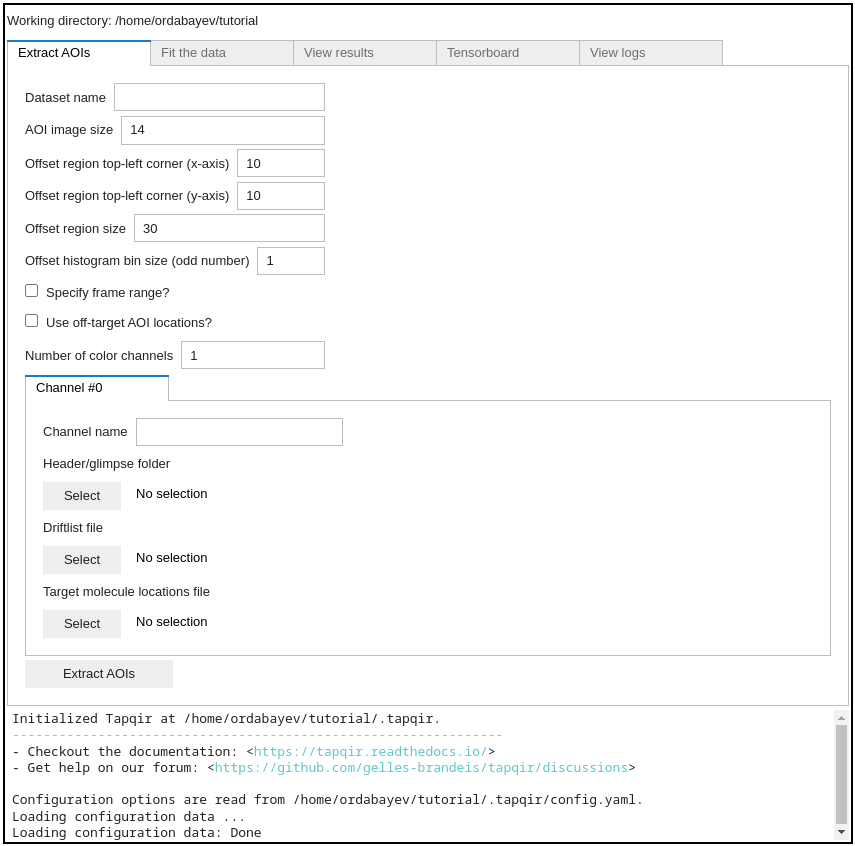 Working directory: /home/ordabayev/tutorial
Extract AOIs Fit the data View results Tensorboard View logs
Dataset name
AOI image size 14
Offset region top-left corner (x-axis) 10
Offset region top-left corner (y-axis) 10
Offset region size 30
Offset histogram bin size (odd number) 1
Specify frame range?
Use off-target AOI locations?
Number of color channels 1
Channel #0
Channel name
Header/glimpse folder
Select No selection
Driftlist file
Select No selection
Target molecule locations file
Select No selection
Extract AOIs
Initialized Tapqir at /home/ordabayev/tutorial/.tapqir.
---------------------------------------------------------------
- Checkout the documentation: <https://tapqir.readthedocs.io/>
- Get help on our forum: <https://github.com/gelles-brandeis/tapqir/discussions>
Configuration options are read from /home/ordabayev/tutorial/.tapqir/config.yaml.
Loading configuration data ...
Loading configuration data: Done